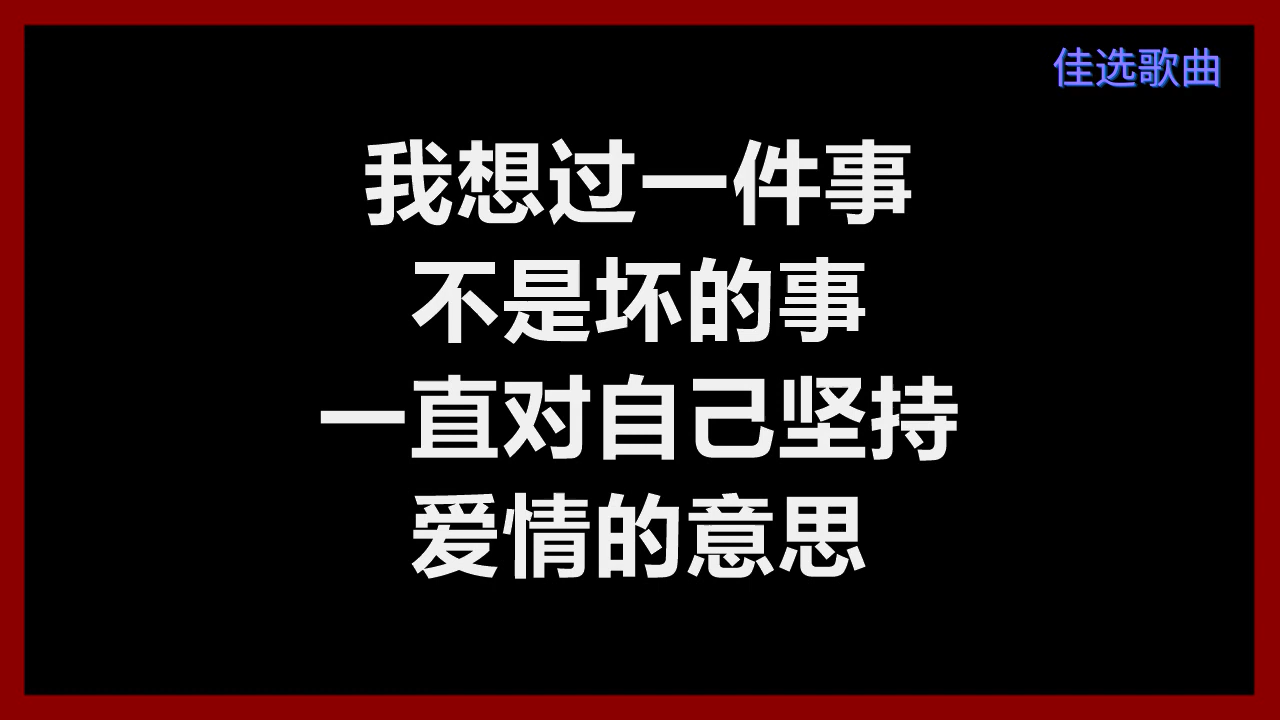 佳选歌曲
我想过一件事
不是坏的事
一直对自己坚持
爱情的意思